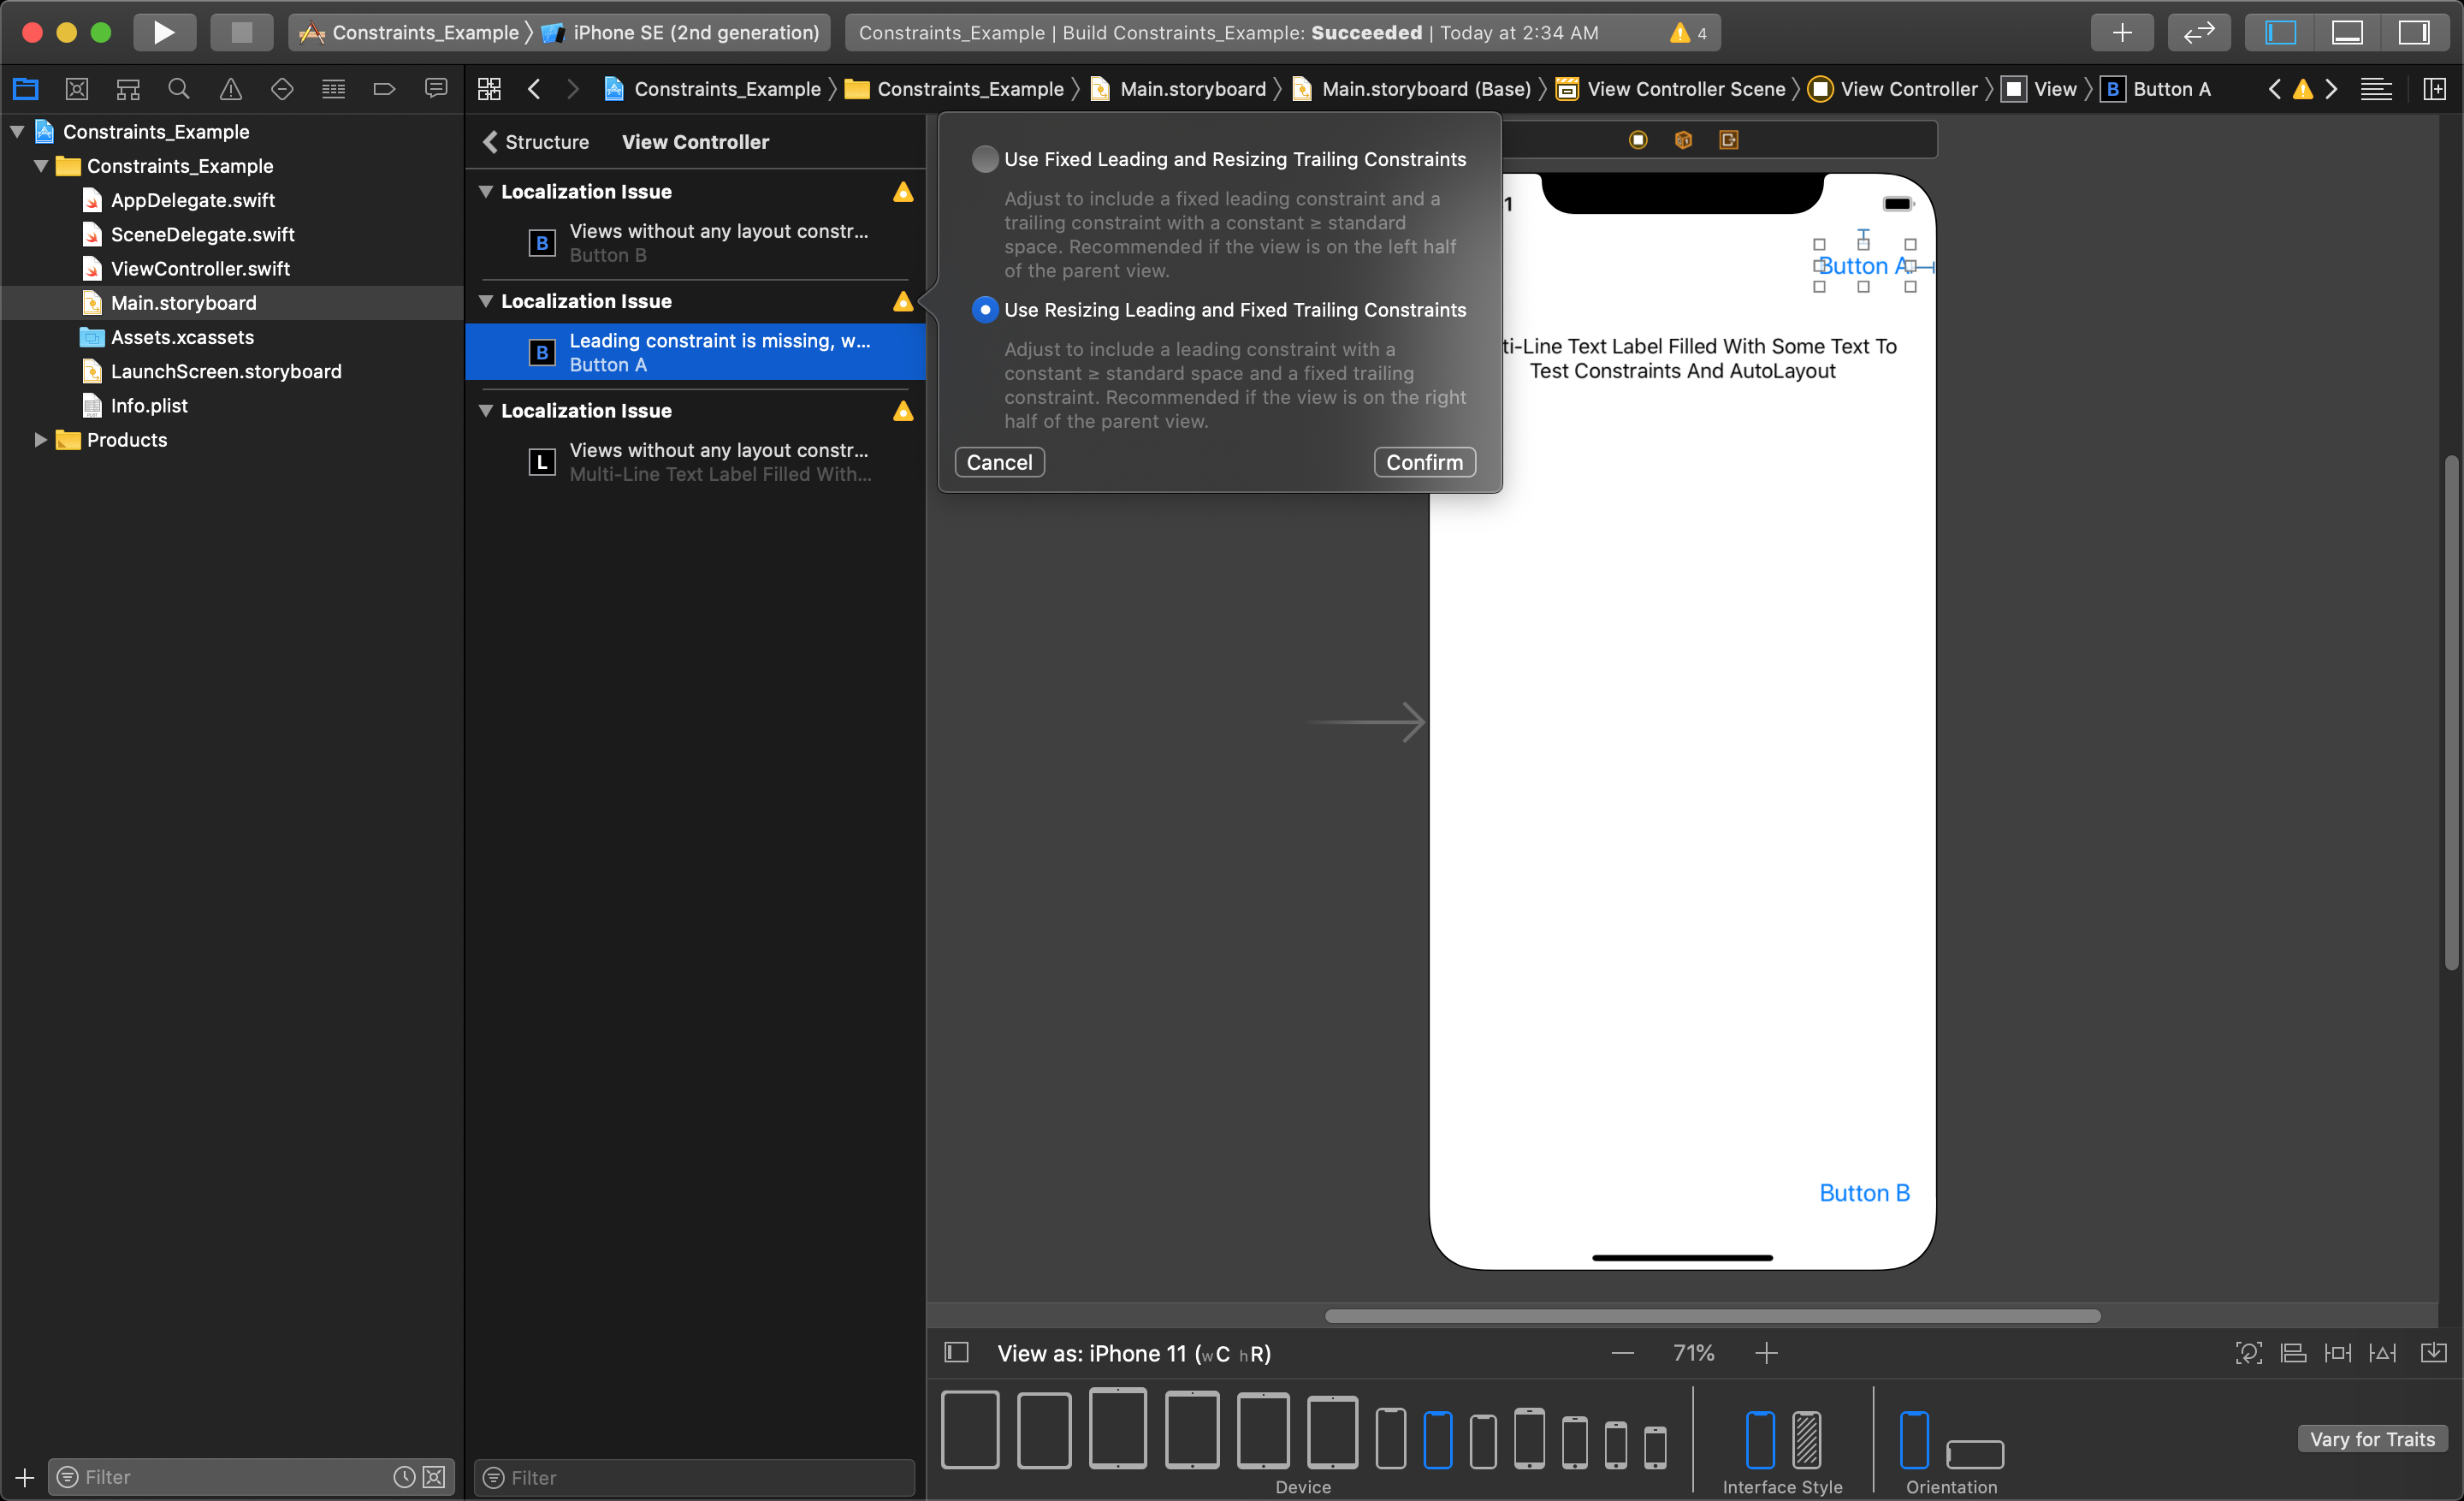 Constraints_Example 〉 iPhone SE (2nd generation)
Constraints_Example | Build Constraints_Example: Succeeded | Today at 2:34 AM
4
Constraints_Example 〉 Constraints_Example 〉 Main.storyboard 〉 Main.storyboard (Base) 〉 View Controller Scene 〉 View Controller 〉 View 〉 B Button A
Constraints_Example
Constraints_Example
AppDelegate.swift
SceneDelegate.swift
ViewController.swift
Main.storyboard
Assets.xcassets
LaunchScreen.storyboard
Info.plist
Products
Filter
Structure
View Controller
Localization Issue
B
Views without any layout constr...
Button B
Localization Issue
B
Leading constraint is missing, w...
Button A
Localization Issue
L
Views without any layout constr...
Multi-Line Text Label Filled With...
Filter
Use Fixed Leading and Resizing Trailing Constraints
Adjust to include a fixed leading constraint and a
trailing constraint with a constant ≥ standard
space. Recommended if the view is on the left half
of the parent view.
Use Resizing Leading and Fixed Trailing Constraints
Adjust to include a leading constraint with a
constant ≥ standard space and a fixed trailing
constraint. Recommended if the view is on the right
half of the parent view.
Cancel
Confirm
1
Button A
ti-Line Text Label Filled With Some Text To
Test Constraints And AutoLayout
Button B
View as: iPhone 11 (wC hR)
71%
Device
Interface Style
Orientation
Vary for Traits